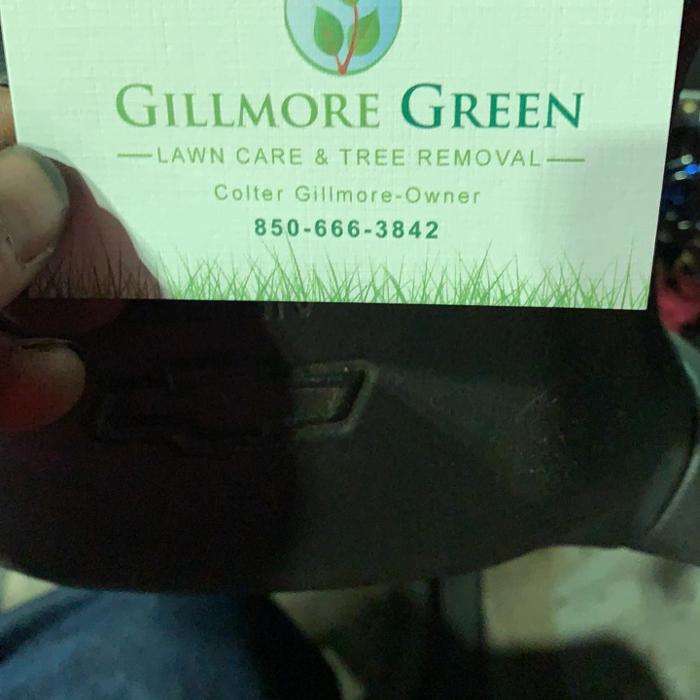 GILLMORE GREEN
LAWN CARE & TREE REMOVAL
Colter Gillmore-Owner
850-666-3842